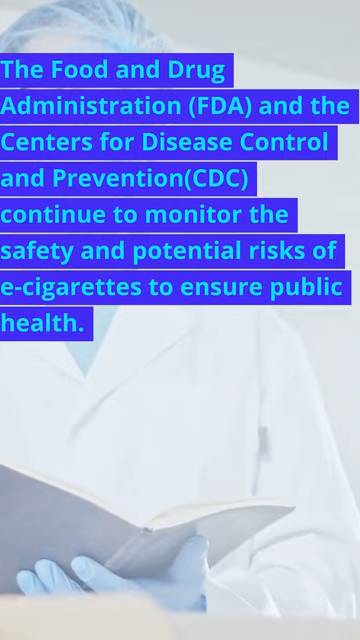 The Food and Drug
Administration (FDA) and the
Centers for Disease Control
and Prevention(CDC)
continue to monitor the
safety and potential risks of
e-cigarettes to ensure public
health.